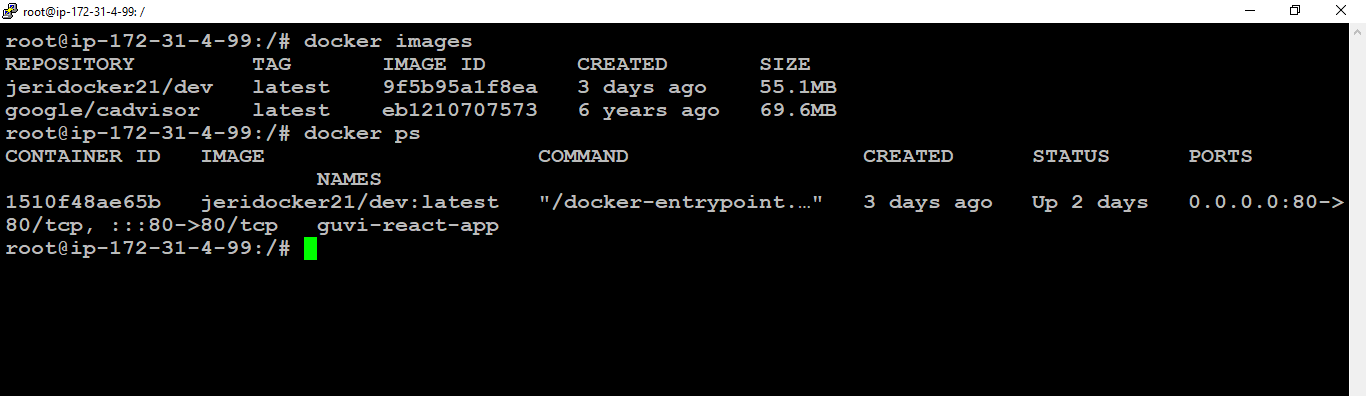 root@ip-172-31-4-99: /
root@ip-172-31-4-99:/# docker images
REPOSITORY         TAG       IMAGE ID       CREATED       SIZE
jeridocker21/dev   latest    9f5b95a1f8ea   3 days ago    55.1MB
google/cadvisor    latest    eb1210707573   6 years ago   69.6MB
root@ip-172-31-4-99:/# docker ps
CONTAINER ID   IMAGE                     COMMAND                  CREATED      STATUS      PORTS
                        NAMES
1510f48ae65b   jeridocker21/dev:latest   "/docker-entrypoint.…"   3 days ago   Up 2 days   0.0.0.0:80->
80/tcp, :::80->80/tcp   guvi-react-app
root@ip-172-31-4-99:/#